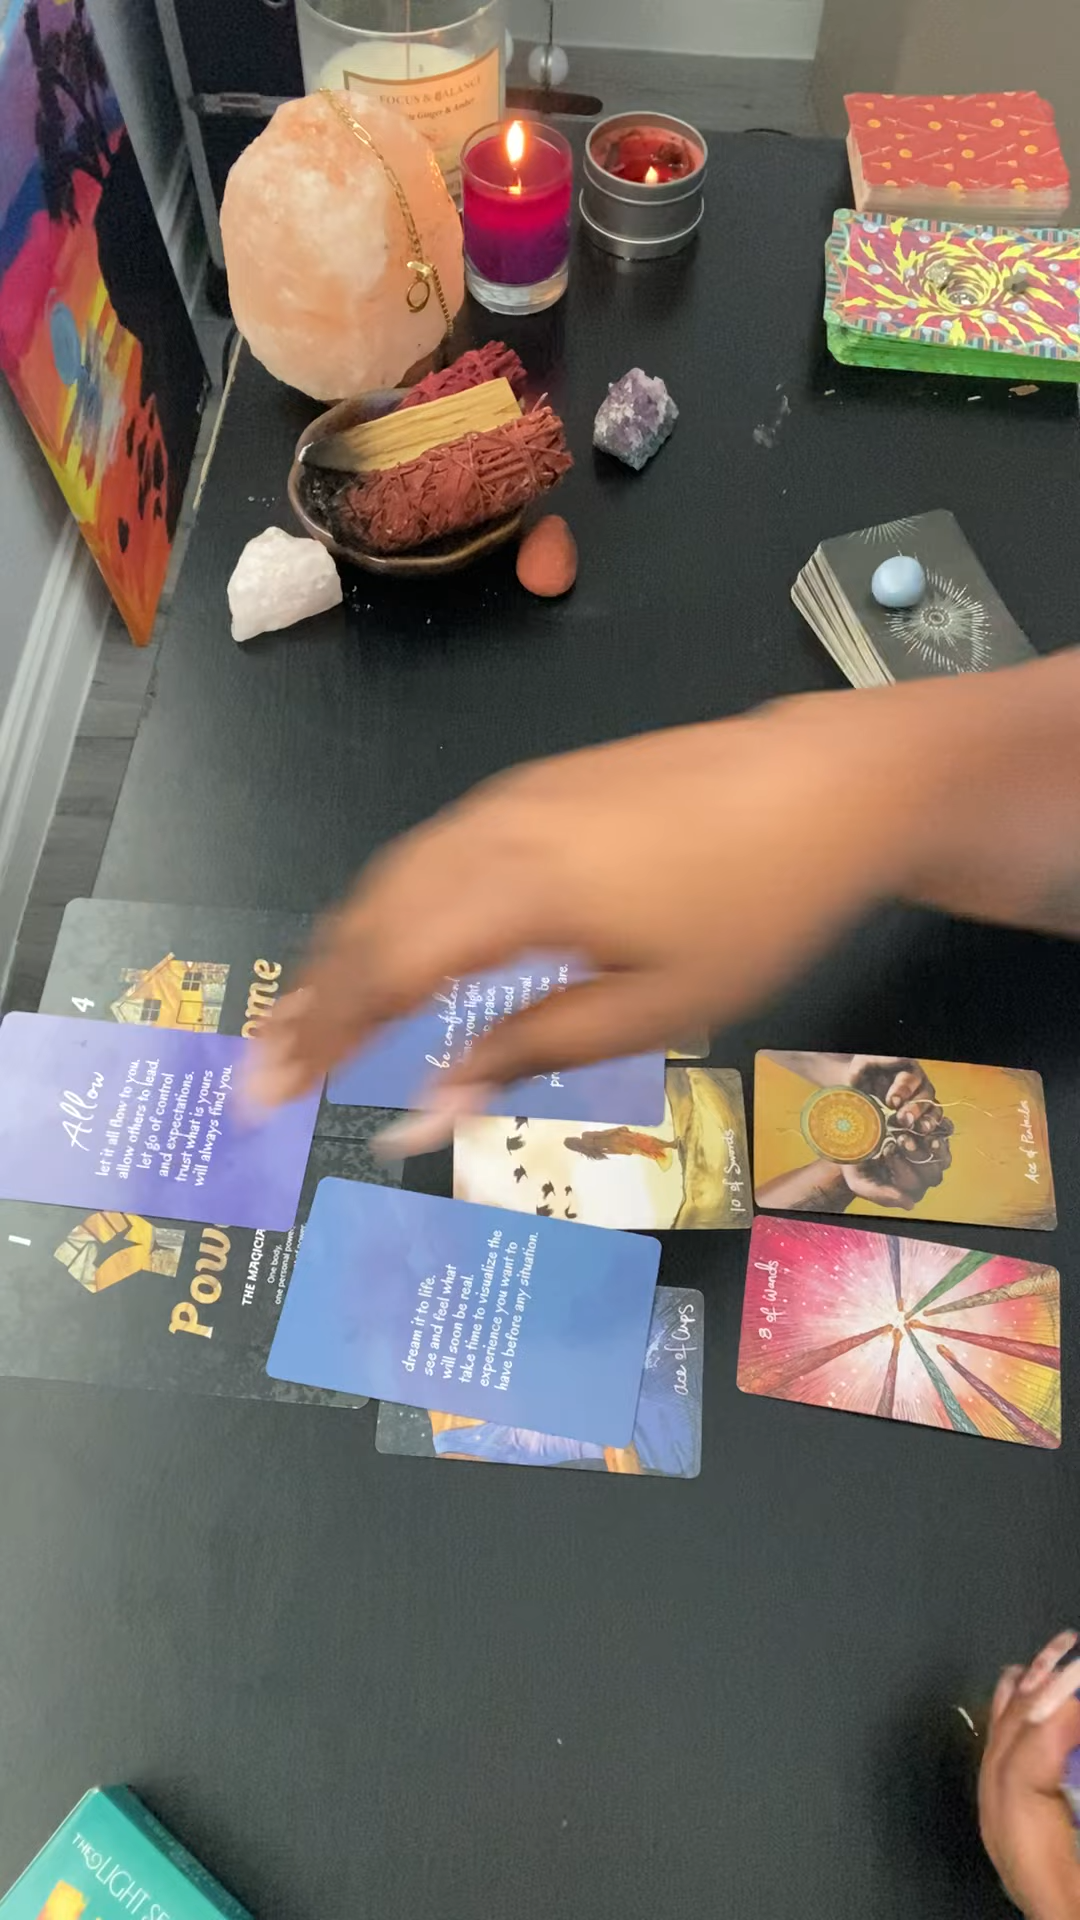 FOCUS & BALANCE
Ginger & Amber
4
ome
Allow
let it all flow to you.
allow others to lead.
let go of control
and expectations.
trust what is yours
will always find you.
be confident
your light.
space.
need
be
are.
10 of Swords
Ace of Pentacles
1
Pow
THE MAGICIA
One body,
one personal power,
dream it to life.
see and feel what
will soon be real.
take time to visualize the
experience you want to
have before any situation.
ace of cups
8 of Wands
THE LIGHT SE